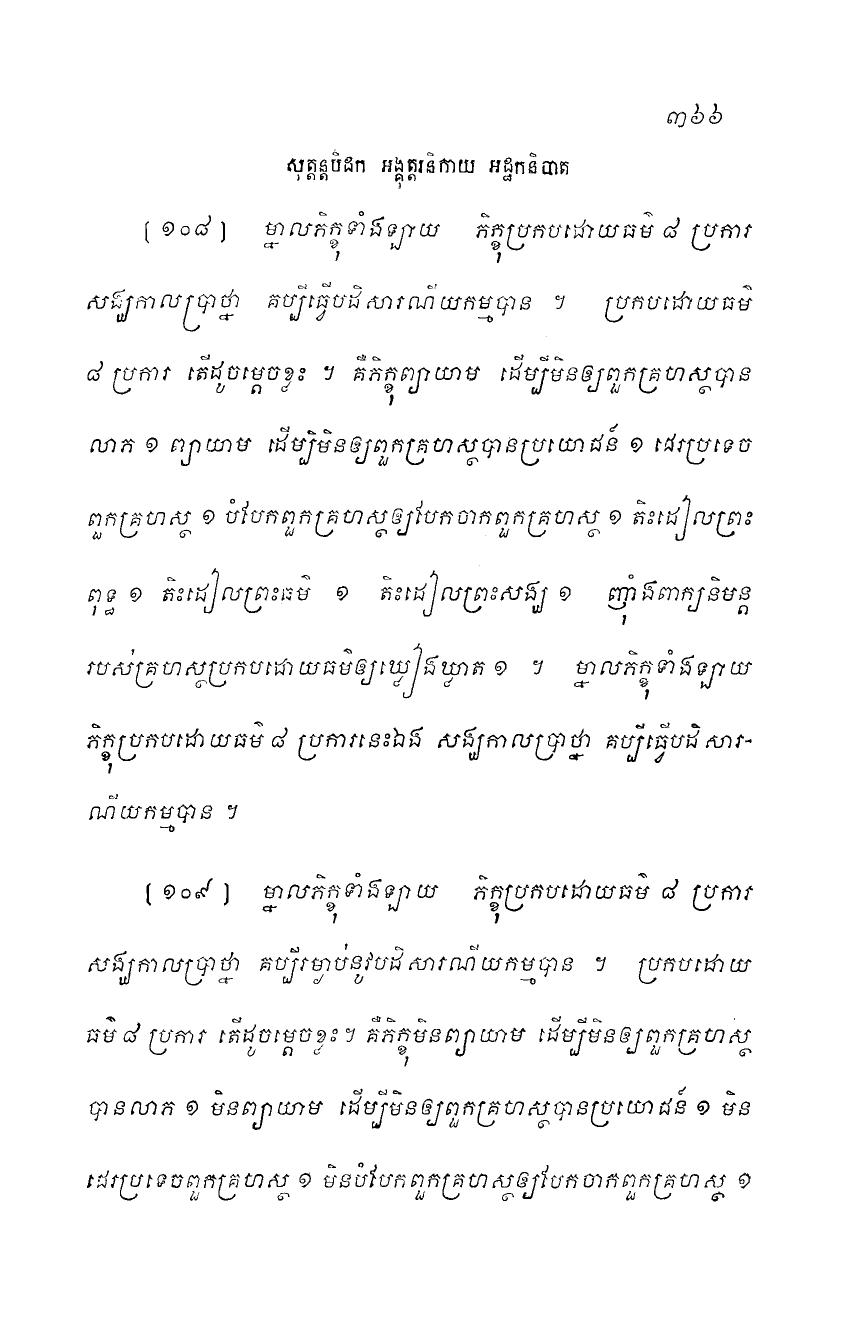 ៣៦៦
សុត្តន្តបិដក អង្គុត្តរនិកាយ អដ្ឋកនិបាត
[ ១០៨ ] ម្នាលភិក្ខុទាំងឡាយ ភិក្ខុប្រកបដោយធម៌ ៨ ប្រការ
សង្ឃកាលប្រាថ្នា គប្បីធ្វើបដិសារណីយកម្មបាន ។ ប្រកបដោយធម៌
៨ ប្រការ តើដូចម្តេចខ្លះ ។ គឺភិក្ខុព្យាយាម ដើម្បីមិនឲ្យពួកគ្រហស្ថបាន
លាភ ១ ព្យាយាម ដើម្បិមិនឲ្យពួកគ្រហស្ថបានប្រយោជន៍ ១ ជេរប្រទេច
ពួកគ្រហស្ថ ១ បំបែកពួកគ្រហស្ថឲ្យបែកចាកពួកគ្រហស្ថ ១ តិះដៀលព្រះ
ពុទ្ធ ១ តិះដៀលព្រះធម៌ ១ តិះដៀលព្រះសង្ឃ ១ ញ៉ាំងពាក្យនិមន្ត
របស់គ្រហស្ថប្រកបដោយធម៌ឲ្យឃ្លៀងឃ្លាត ១ ។ ម្នាលភិក្ខុទាំងឡាយ
ភិក្ខុប្រកបដោយធម៌ ៨ ប្រការនេះឯង សង្ឃកាលប្រាថ្នា គប្បីធ្វើបដិសារ-
ណីយកម្មបាន ។
[ ១០៩ ] ម្នាលភិក្ខុទាំងឡាយ ភិក្ខុប្រកបដោយធម៌ ៨ ប្រការ
សង្ឃកាលប្រាថ្នា គប្បីរម្ងាប់នូវបដិសារណីយកម្មបាន ។ ប្រកបដោយ
ធម៌ ៨ ប្រការ តើដូចម្តេចខ្លះ ។ គឺភិក្ខុមិនព្យាយាម ដើម្បីមិនឲ្យពួកគ្រហស្ថ
បានលាភ ១ មិនព្យាយាម ដើម្បីមិនឲ្យពួកគ្រហស្ថបានប្រយោជន៍ ១ មិន
ជេរប្រទេចពួកគ្រហស្ថ ១ មិនបំបែកពួកគ្រហស្ថឲ្យបែកចាកពួកគ្រហស្ថ ១